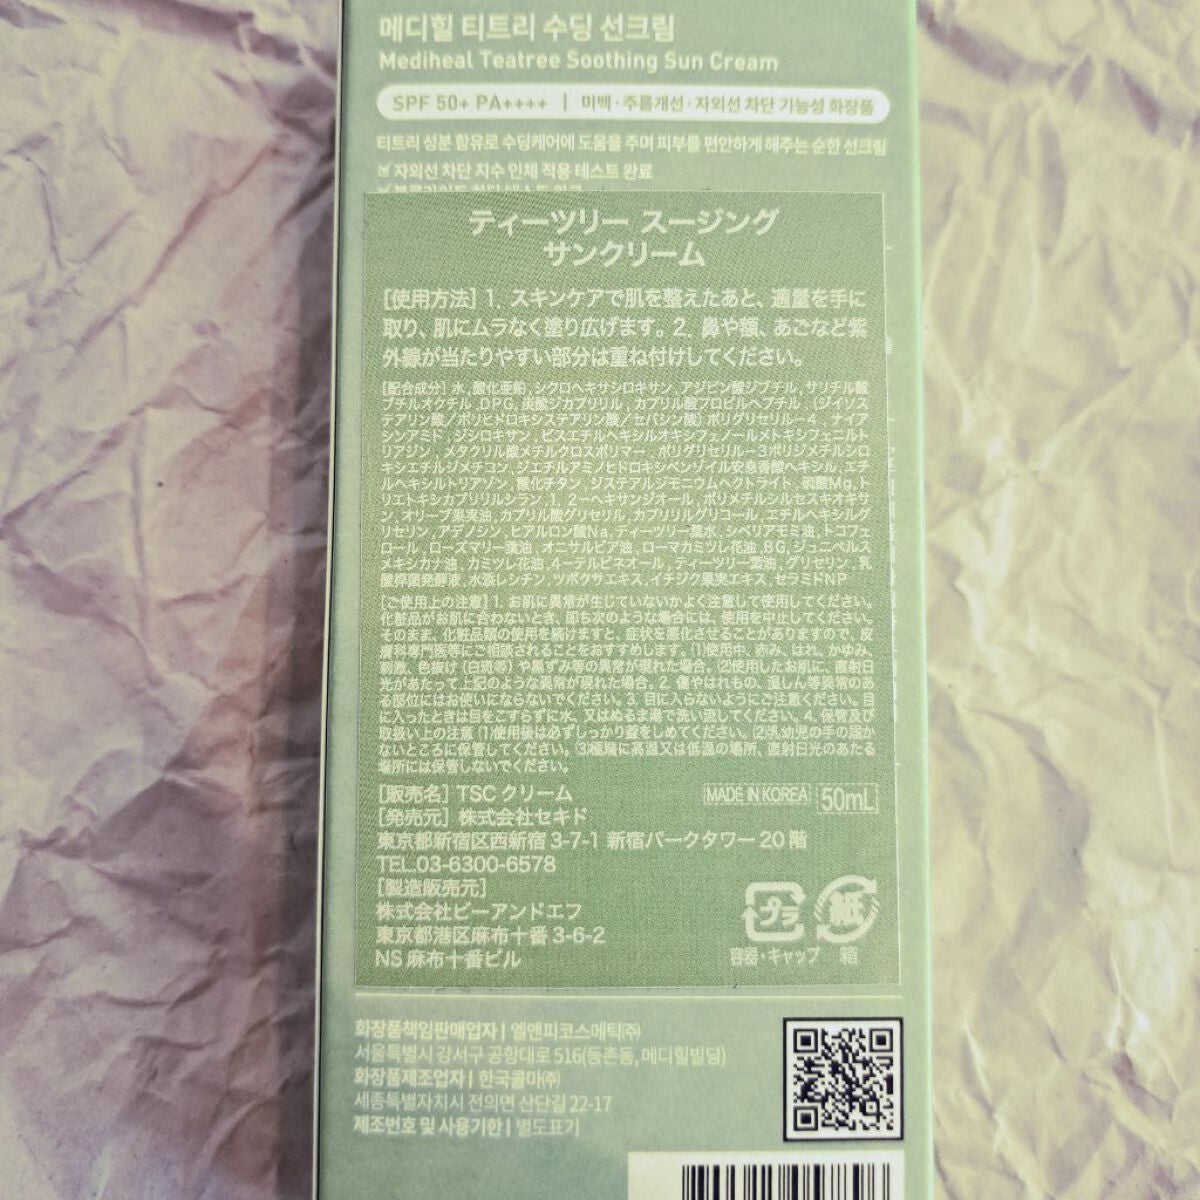 메디힐 티트리 수딩 선크림
Mediheal Teatree Soothing Sun Cream
SPF 50+ PA++++ | 미백·주름개선·자외선 차단 기능성 화장품
티트리 성분 함유로 수딩케어에 도움을 주며 피부를 편안하게 해주는 순한 선크림
자외선 차단 지수 인체 적용 테스트 완료
ティーツリー スージング
サンクリーム
[使用方法] 1. スキンケアで肌を整えたあと、適量を手に
取り、肌にムラなく塗り広げます。2. 鼻や頬、あごなど紫
外線が当たりやすい部分は重ね付けしてください。
[配合成分] 水, 酸化亜鉛, シクロヘキサシロキサン, アジピン酸ジブチル, サリチル酸
ブチルオクチル, DPG, 炭酸ジカプリリル, カプリル酸プロピルヘプチル, (ジイソス
テアリン酸/ポリヒドロキシステアリン酸/セバシン酸) ポリグリセリル-4, ナイア
シンアミド, ジシロキサン, ビスエチルヘキシルオキシフェノールメトキシフェニルト
リアジン, メタクリル酸メチルクロスポリマー, ポリグリセリル-3ポリジメチルシロ
キシエチルジメチコン, ジエチルアミノヒドロキシベンゾイル安息香酸ヘキシル, エチ
ルヘキシルトリアゾン, 酸化チタン, ジステアルジモニウムヘクトライト, 硫酸Mg, ト
リエトキシカプリリルシラン, 1, 2-ヘキサンジオール, ポリメチルシルセスキオキサ
ン, オリーブ果実油, カプリル酸グリセリル, カプリリルグリコール, エチルヘキシルグ
リセリン, アデノシン, ヒアルロン酸Na, ティーツリー葉水, シベリアモミ油, トコフェ
ロール, ローズマリー葉油, オニサルビア油, ローマカミツレ花油, BG, ジュニペルス
メキシカナ油, カミツレ花油, 4-テルピネオール, ティーツリー葉油, グリセリン, 乳
酸桿菌発酵液, 水添レシチン, ツボクサエキス, イチジク果実エキス, セラミドNP
[ご使用上の注意] 1. お肌に異常が生じていないかよく注意して使用してください。
化粧品がお肌に合わないとき、即ち次のような場合には、使用を中止してください。
そのまま、化粧品類の使用を続けますと、症状を悪化させることがありますので、皮
膚科専門医等にご相談されることをおすすめします。(1)使用中、赤み、はれ、かゆみ、
刺激、色抜け (白斑等) や黒ずみ等の異常が現れた場合。(2)使用したお肌に、直射日
光があたって上記のような異常が現れた場合。2. 傷やはれもの、湿しん等異常のあ
る部位にはお使いにならないでください。3. 目に入らないようにご注意ください。目
に入ったときは目をこすらずに水、又はぬるま湯で洗い流してください。4. 保管及び
取扱い上の注意 (1)使用後は必ずしっかり蓋をしめてください。(2)乳幼児の手の届か
ないところに保管してください。(3)極端に高温又は低温の場所、直射日光のあたる
場所には保管しないでください。
[販売名] TSC クリーム MADE IN KOREA 50mL
[発売元] 株式会社セキド
東京都新宿区西新宿 3-7-1 新宿パークタワー 20 階
TEL.03-6300-6578
[製造販売元]
株式会社ビーアンドエフ
東京都港区麻布十番 3-6-2
NS 麻布十番ビル
プラ 紙
容器・キャップ 箱
화장품책임판매업자 | 엘앤피코스메틱㈜
서울특별시 강서구 공항대로 516(등촌동, 메디힐빌딩)
화장품제조업자 | 한국콜마㈜
세종특별자치시 전의면 산단길 22-17
제조번호 및 사용기한 | 별도표기